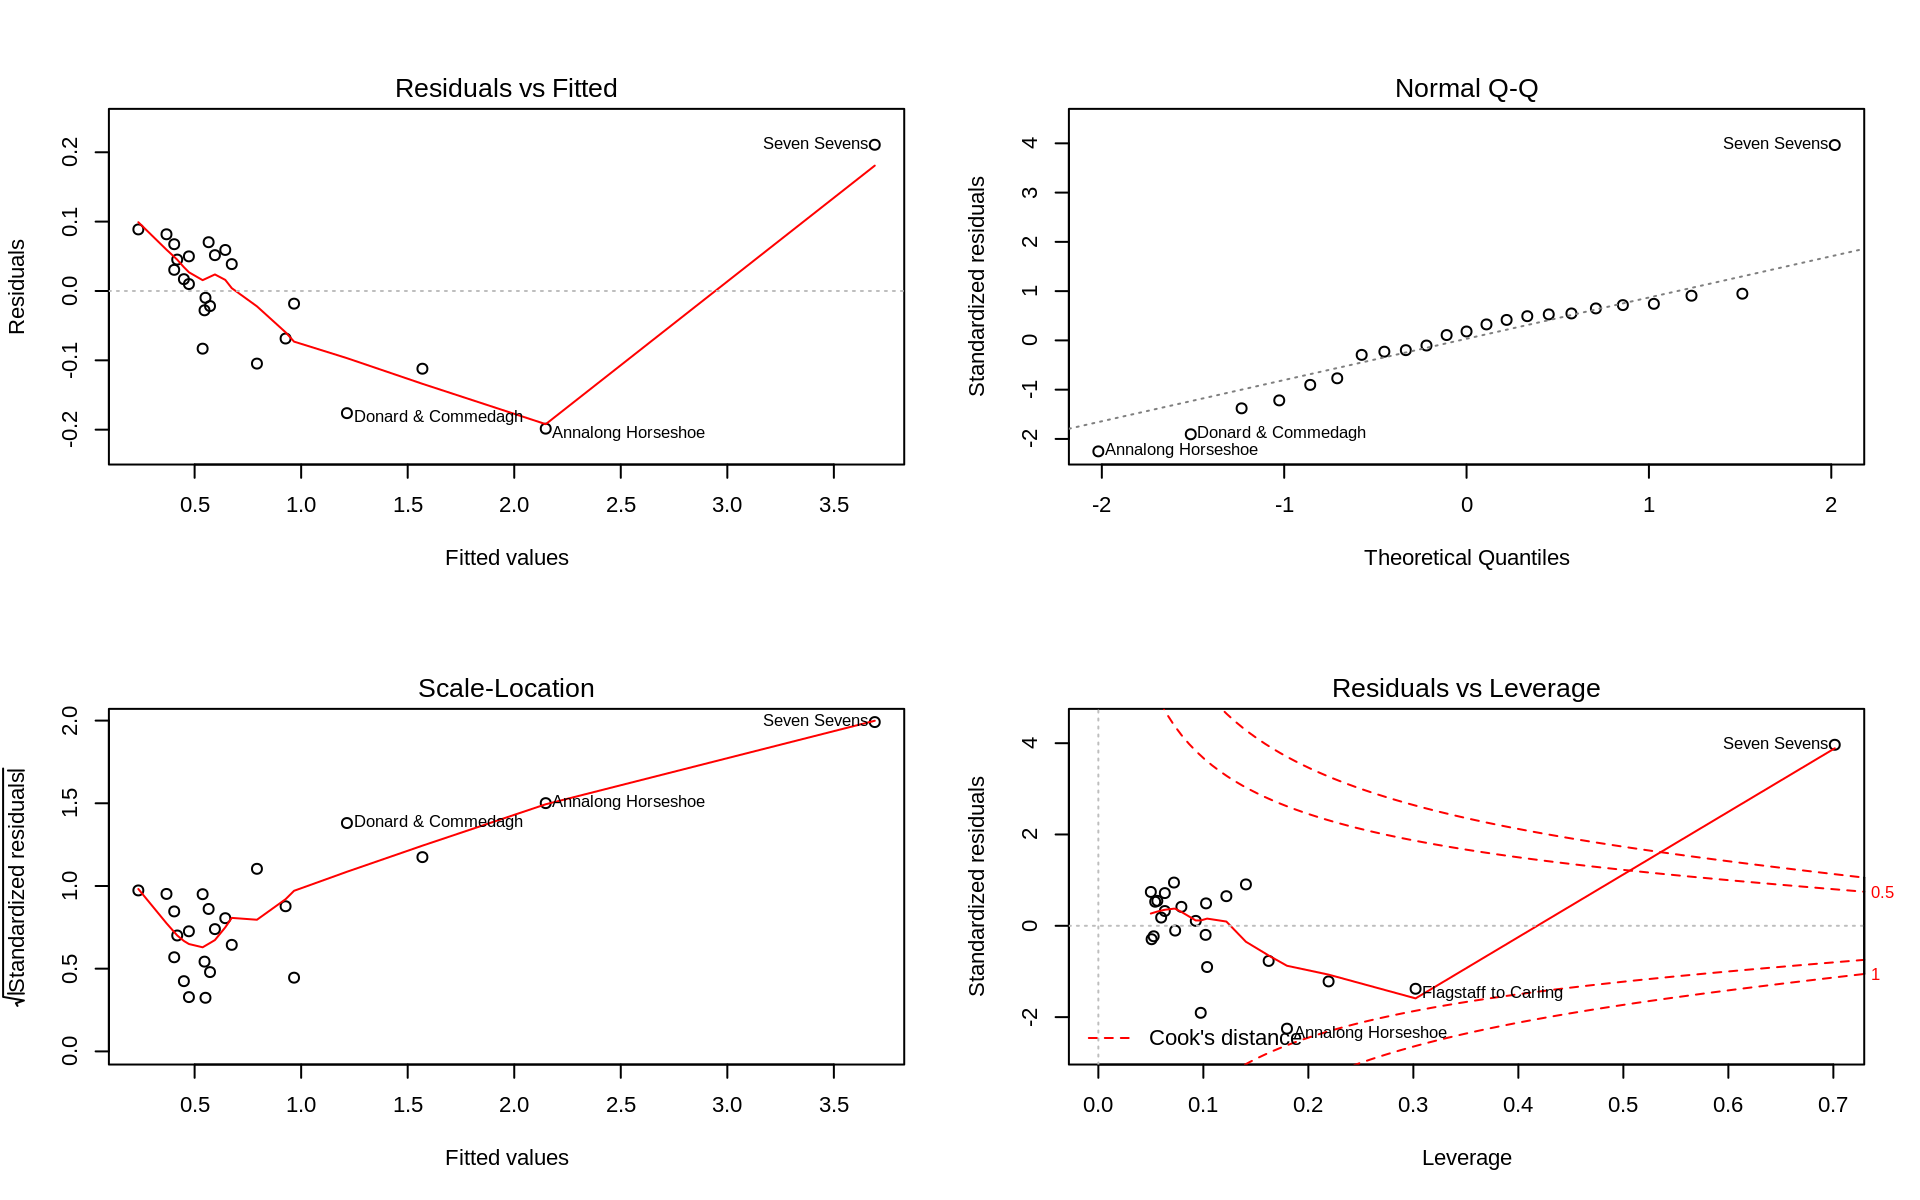 Residuals vs Fitted
Residuals
0.2
0.1
0.0
-0.1
-0.2
Seven Sevens
Donard & Commedagh
Annalong Horseshoe
0.5 1.0 1.5 2.0 2.5 3.0 3.5
Fitted values
Normal Q-Q
Standardized residuals
4
3
2
1
0
-1
-2
Seven Sevens
Donard & Commedagh
Annalong Horseshoe
-2 -1 0 1 2
Theoretical Quantiles
Scale-Location
√|Standardized residuals|
2.0
1.5
1.0
0.5
0.0
Seven Sevens
Annalong Horseshoe
Donard & Commedagh
0.5 1.0 1.5 2.0 2.5 3.0 3.5
Fitted values
Residuals vs Leverage
Standardized residuals
4
2
0
-2
Seven Sevens
0.5
1
Flagstaff to Carling
Annalong Horseshoe
Cook's distance
0.0 0.1 0.2 0.3 0.4 0.5 0.6 0.7
Leverage